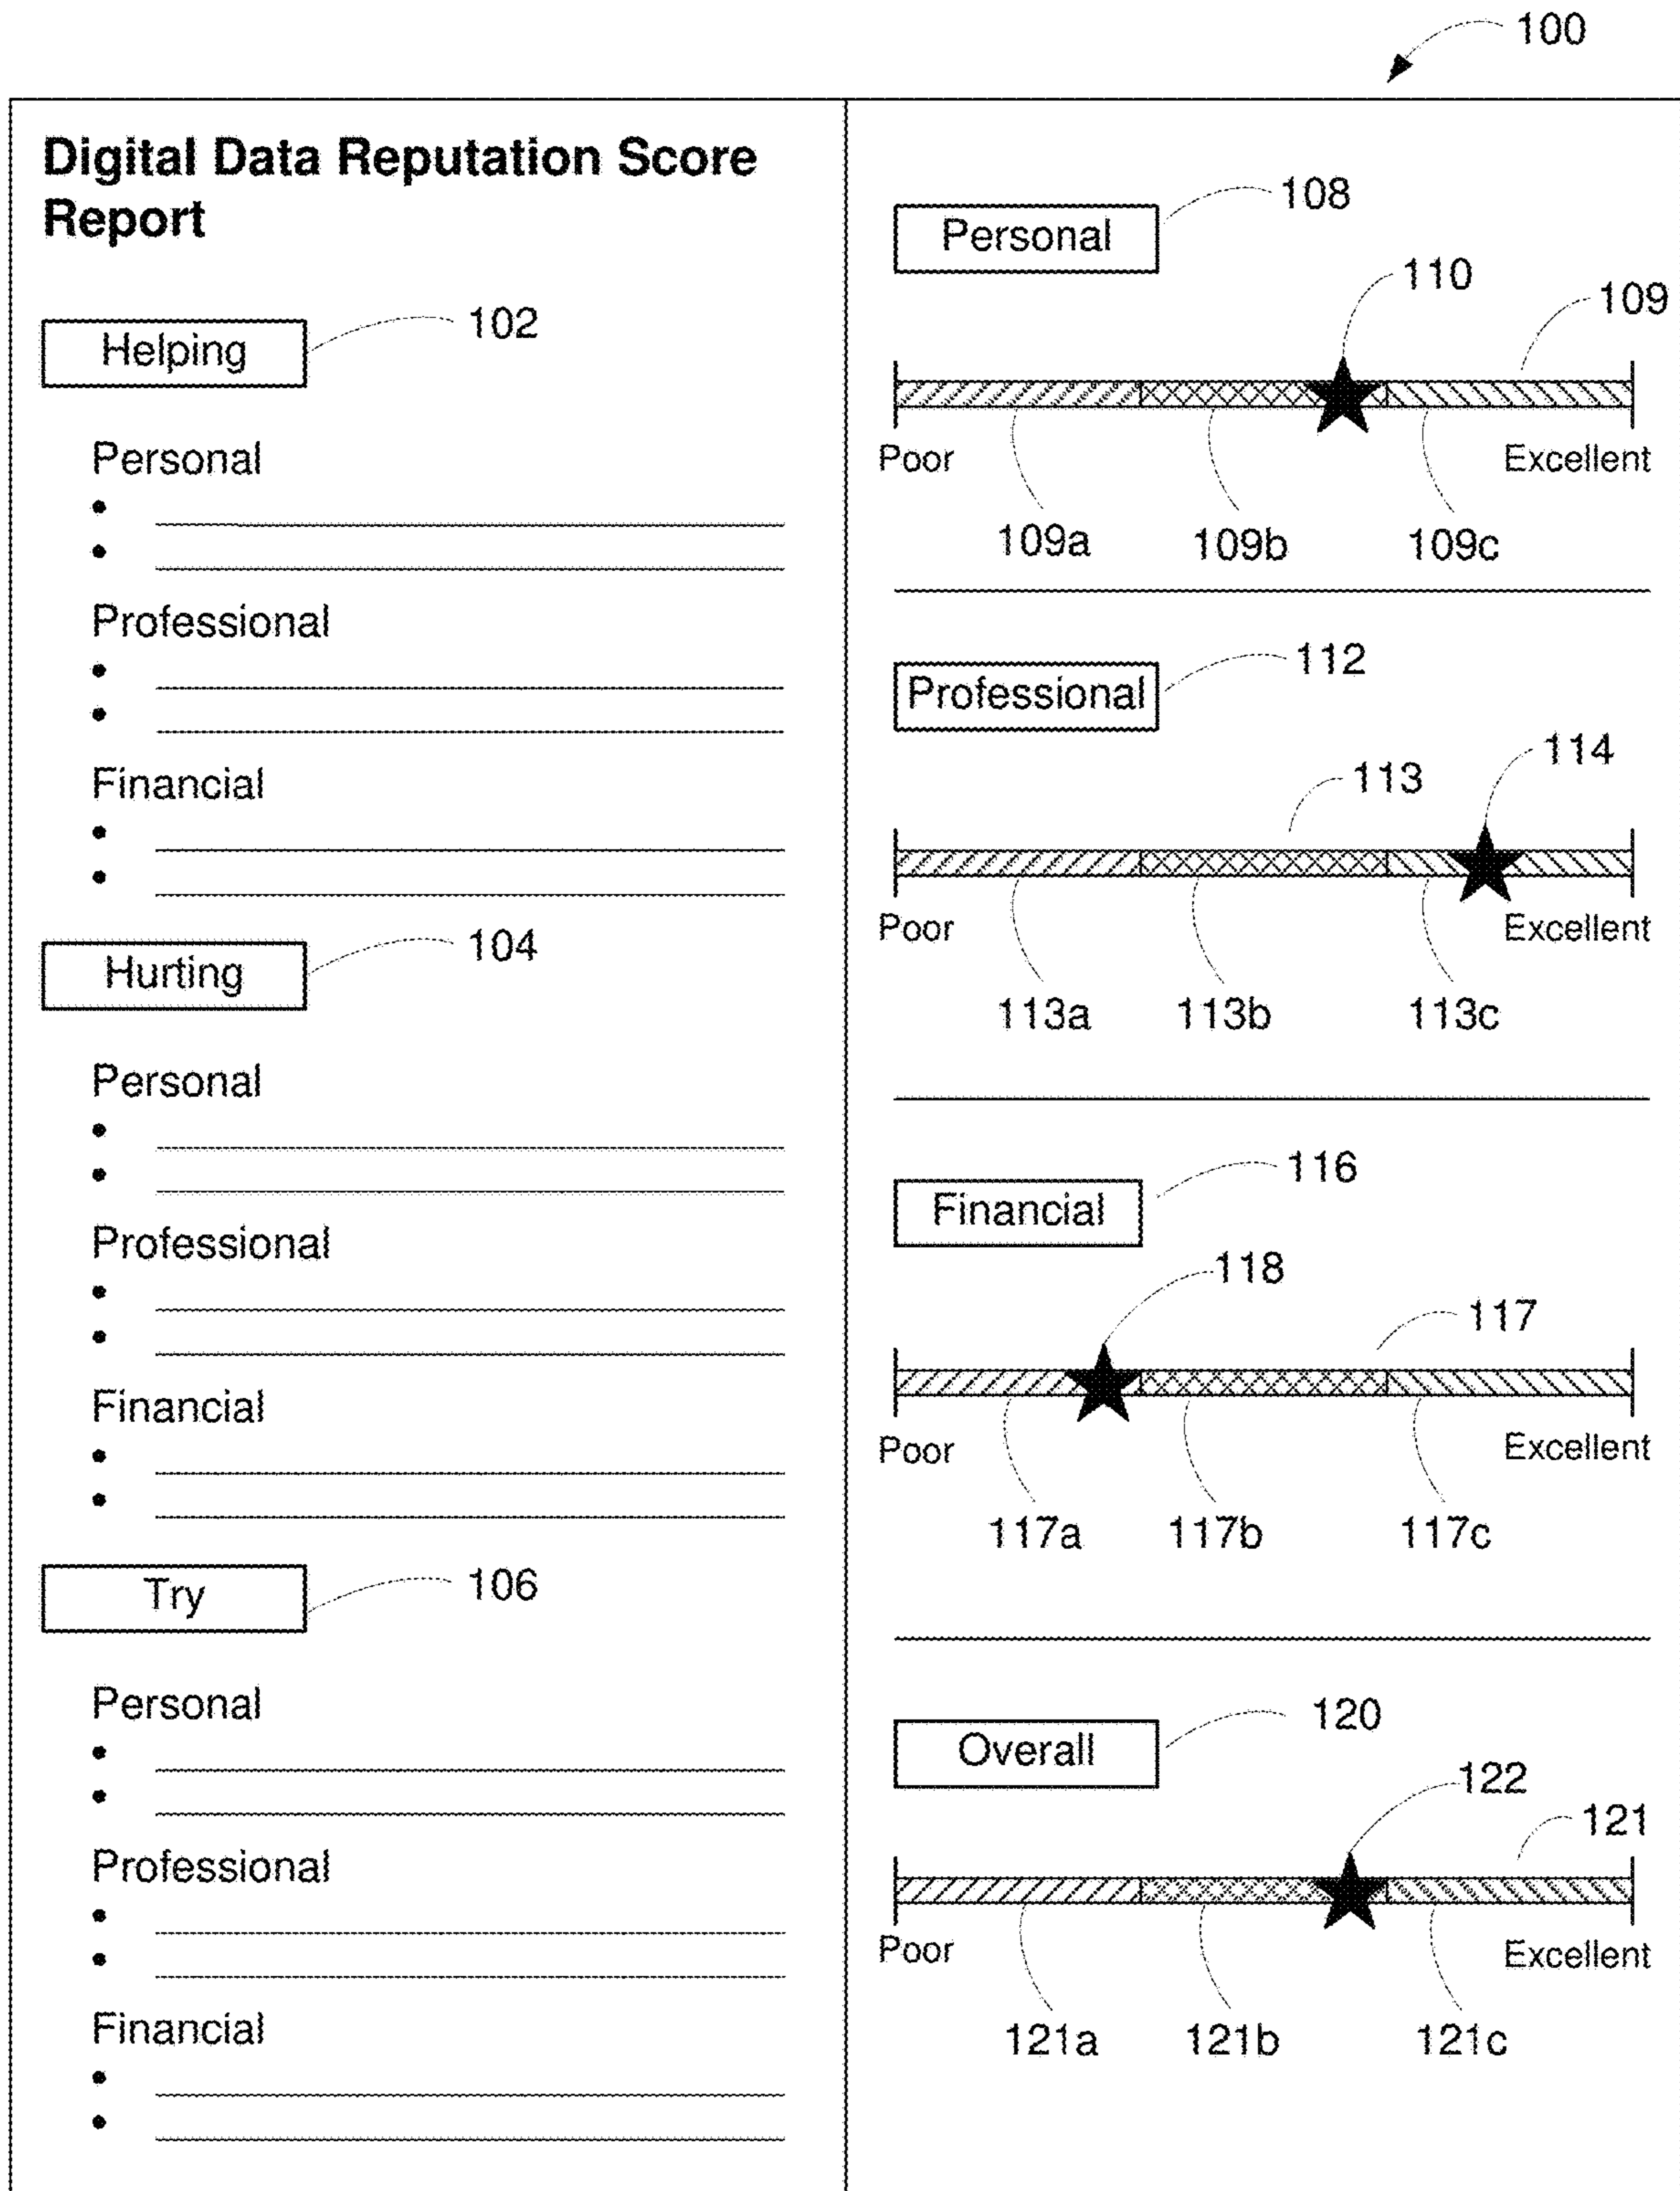 100
Digital Data Reputation Score
Report
Helping
102
Personal
Professional
Financial
Hurting
104
Personal
Professional
Financial
Try
106
Personal
Professional
Financial
Personal
108
110
109
Poor
Excellent
109a
109b
109c
Professional
112
114
113
Poor
Excellent
113a
113b
113c
Financial
116
118
117
Poor
Excellent
117a
117b
117c
Overall
120
122
121
Poor
Excellent
121a
121b
121c